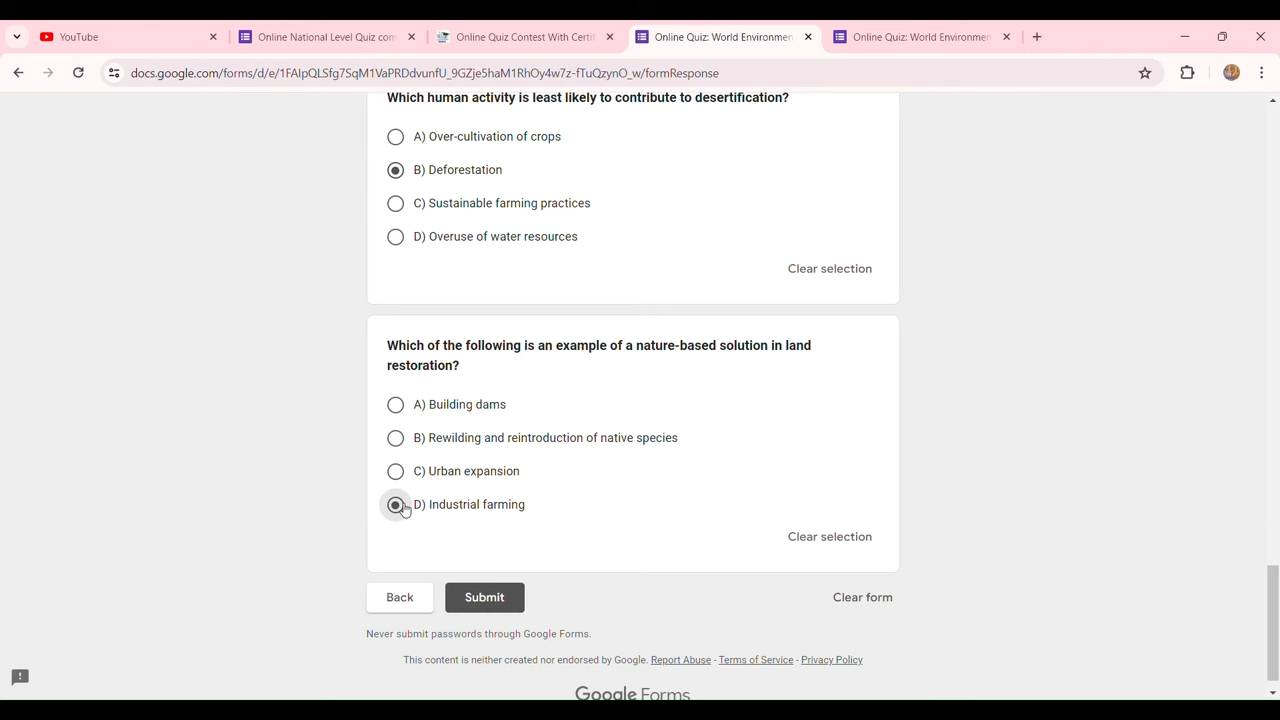 YouTube
Online National Level Quiz com
Online Quiz Contest With Certif
Online Quiz: World Environmen
Online Quiz: World Environmen
docs.google.com/forms/d/e/1FAIpQLSfg7SqM1VaPRDdvunfU_9GZje5haM1RhOy4w7z-fTuQzynO_w/formResponse
Which human activity is least likely to contribute to desertification?
A) Over-cultivation of crops
B) Deforestation
C) Sustainable farming practices
D) Overuse of water resources
Clear selection
Which of the following is an example of a nature-based solution in land
restoration?
A) Building dams
B) Rewilding and reintroduction of native species
C) Urban expansion
D) Industrial farming
Clear selection
Back
Submit
Clear form
Never submit passwords through Google Forms.
This content is neither created nor endorsed by Google. Report Abuse - Terms of Service - Privacy Policy
Google Forms